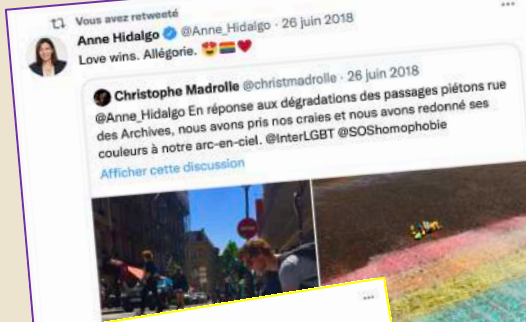 Vous avez retweeté
Anne Hidalgo @Anne_Hidalgo · 26 juin 2018
Love wins. Allégorie. 😍🏳️‍🌈❤️
Christophe Madrolle @christmadrolle · 26 juin 2018
@Anne_Hidalgo En réponse aux dégradations des passages piétons rue
des Archives, nous avons pris nos craies et nous avons redonné ses
couleurs à notre arc-en-ciel. @InterLGBT @SOShomophobie
Afficher cette discussion